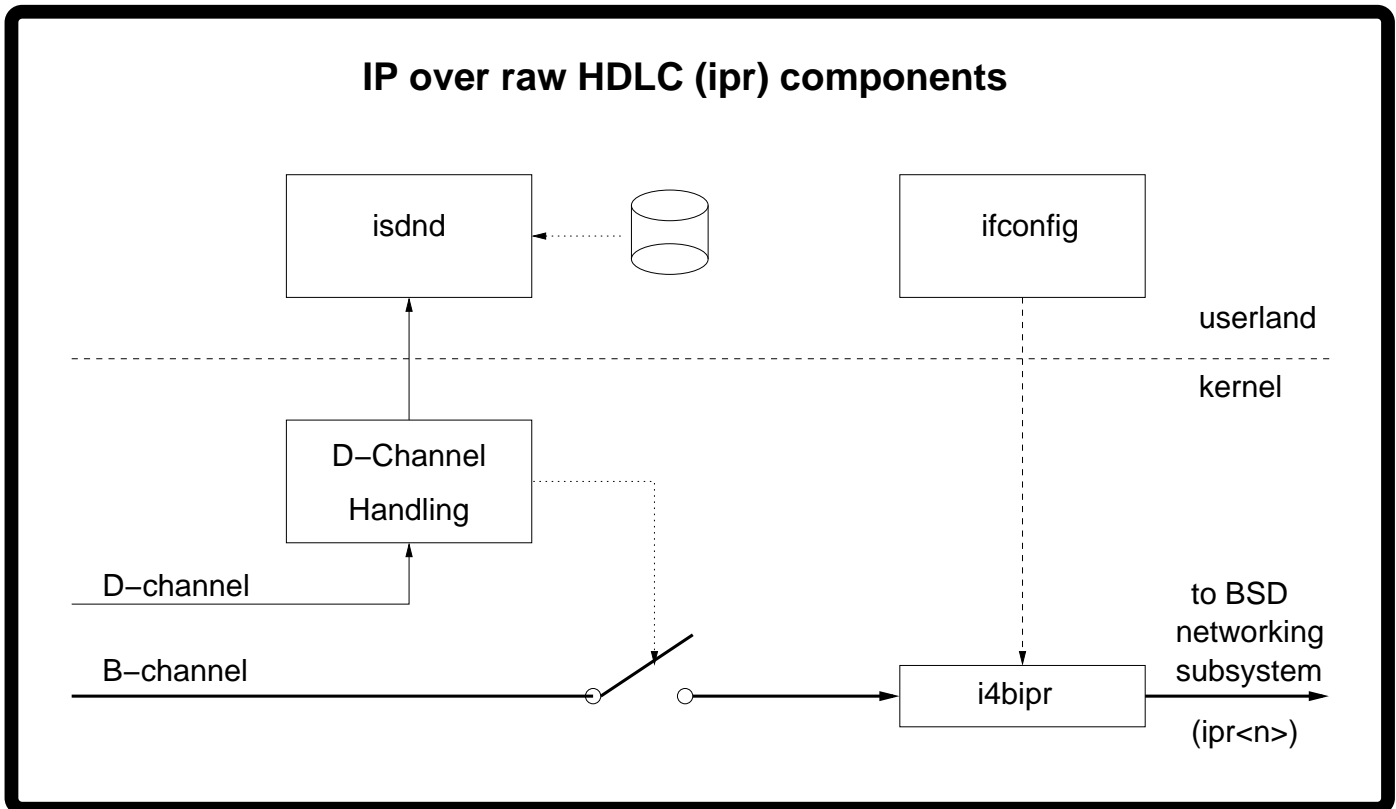 IP over raw HDLC (ipr) components
isdnd
ifconfig
userland
kernel
D−Channel
Handling
D−channel
B−channel
to BSD
networking
subsystem
i4bipr
(ipr<n>)